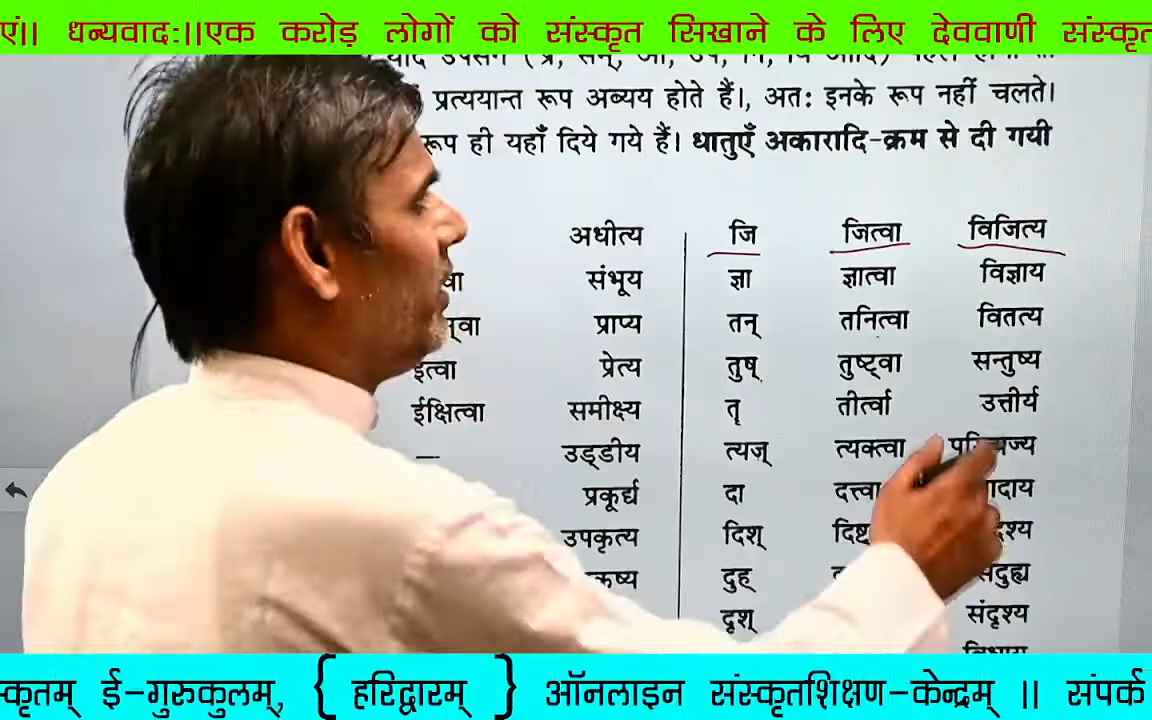 धन्यवादः॥एक करोड़ लोगों को संस्कृत सिखाने के लिए देववाणी
प्रत्ययान्त रूप अब्यय होते हैं।, अतः इनके रूप नहीं चलते।
रूप ही यहाँ दिये गये हैं। धातुएँ अकारादि-क्रम से दी गयी
अधीत्य जि जित्वा विजित्य
संभूय ज्ञा ज्ञात्वा विज्ञाय
प्राप्य तन् तनित्वा वितत्य
इत्वा प्रेत्य तुष् तुष्ट्वा सन्तुष्य
ईक्षित्वा समीक्ष्य तृ तीर्त्वा उत्तीर्य
— उड्डीय त्यज् त्यक्त्वा
प्रकूर्द्य दा
उपकृत्य दिश्
दुह् संदुह्य
दृश् संदृश्य
ई-गुरुकुलम्, { हरिद्वारम् } ऑनलाइन संस्कृतशिक्षण-केन्द्रम् ॥ संपर्क